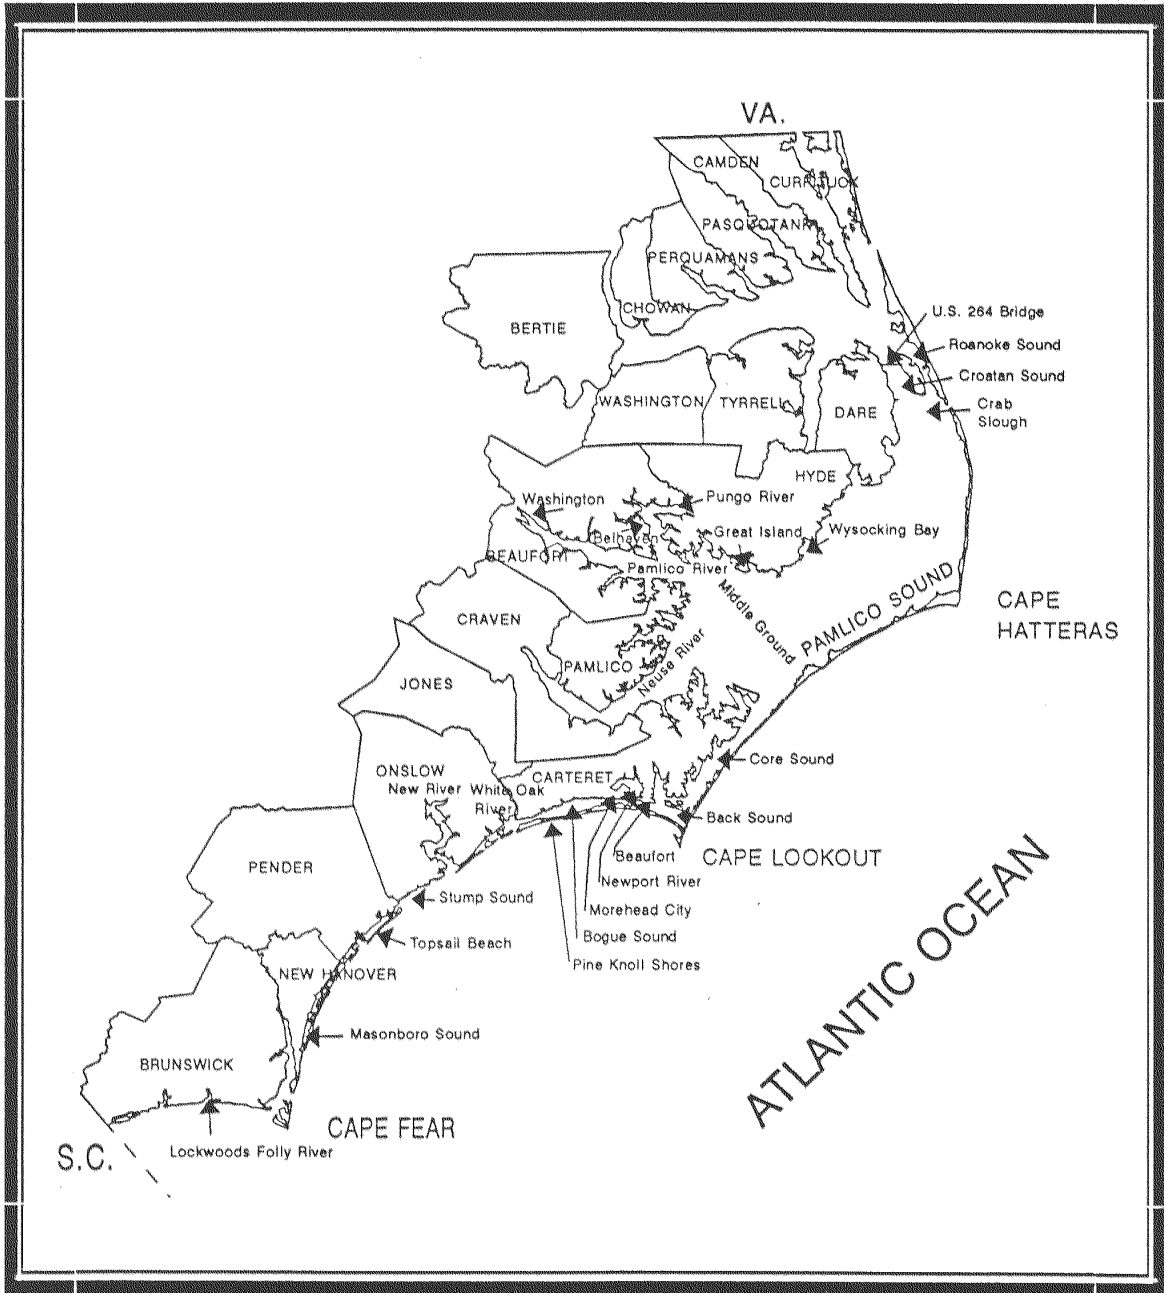 VA.
CAMDEN
CURRITUCK
PASQUOTANK
PERQUAMANS
CHOWAN
BERTIE
U.S. 264 Bridge
Roanoke Sound
Croatan Sound
Crab
Slough
WASHINGTON
TYRRELL
DARE
HYDE
Washington
Pungo River
Belhaven
Great Island
Wysocking Bay
BEAUFORT
Pamlico River
Middle Ground
PAMLICO SOUND
CAPE
HATTERAS
CRAVEN
PAMLICO
Neuse River
JONES
Core Sound
ONSLOW
New River
White Oak
River
CARTERET
Back Sound
Beaufort
CAPE LOOKOUT
PENDER
Newport River
Stump Sound
Morehead City
Topsail Beach
Bogue Sound
Pine Knoll Shores
NEW HANOVER
ATLANTIC OCEAN
Masonboro Sound
BRUNSWICK
CAPE FEAR
Lockwoods Folly River
S.C.